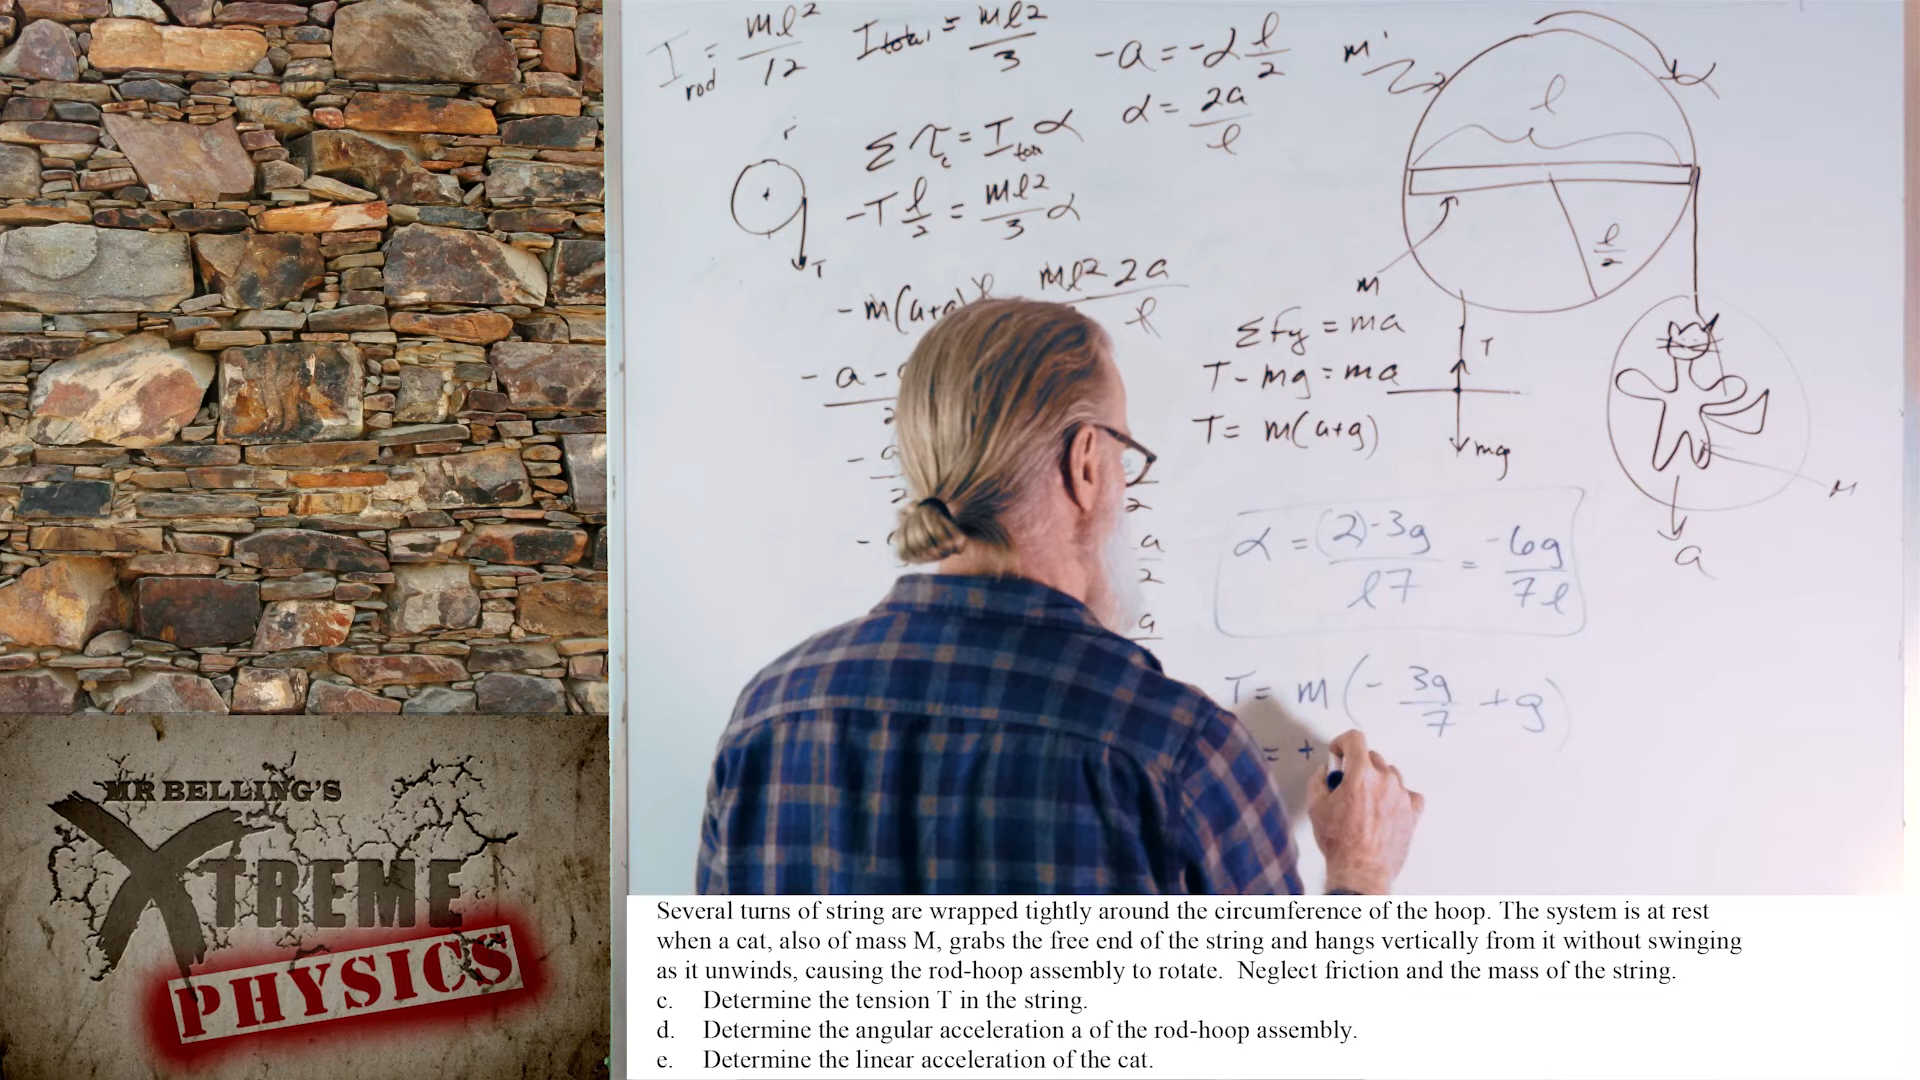 I rod = Ml²/12
I total = Ml²/3
-a = -α l/2
α = 2a/l
Σ τc = I tot α
-T l/2 = Ml²/3 α
r
T
-m(a+g) l
Ml² 2a
l
- a -
-
-
Σ Fy = ma
T - mg = ma
T = m(a+g)
T
mg
α = (2)-3g / l7 = -6g / 7l
T = m (- 3g/7 + g)
= +
M
α
l
l/2
M
M
a
MR BELLING'S
XTREME
PHYSICS
Several turns of string are wrapped tightly around the circumference of the hoop. The system is at rest
when a cat, also of mass M, grabs the free end of the string and hangs vertically from it without swinging
as it unwinds, causing the rod-hoop assembly to rotate. Neglect friction and the mass of the string.
c. Determine the tension T in the string.
d. Determine the angular acceleration a of the rod-hoop assembly.
e. Determine the linear acceleration of the cat.